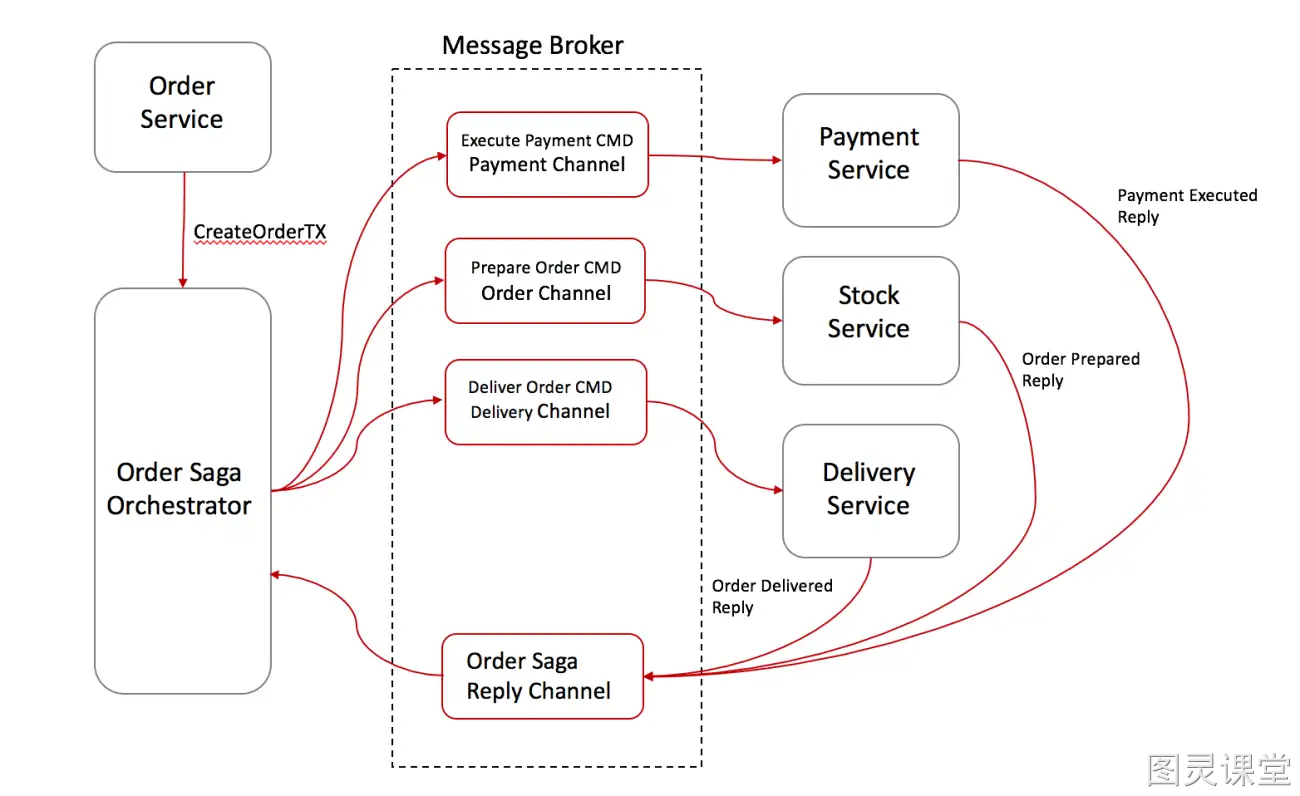 Message Broker
Order
Service
CreateOrderTX
Order Saga
Orchestrator
Execute Payment CMD
Payment Channel
Prepare Order CMD
Order Channel
Deliver Order CMD
Delivery Channel
Order Saga
Reply Channel
Payment
Service
Stock
Service
Delivery
Service
Payment Executed
Reply
Order Prepared
Reply
Order Delivered
Reply
图灵课堂